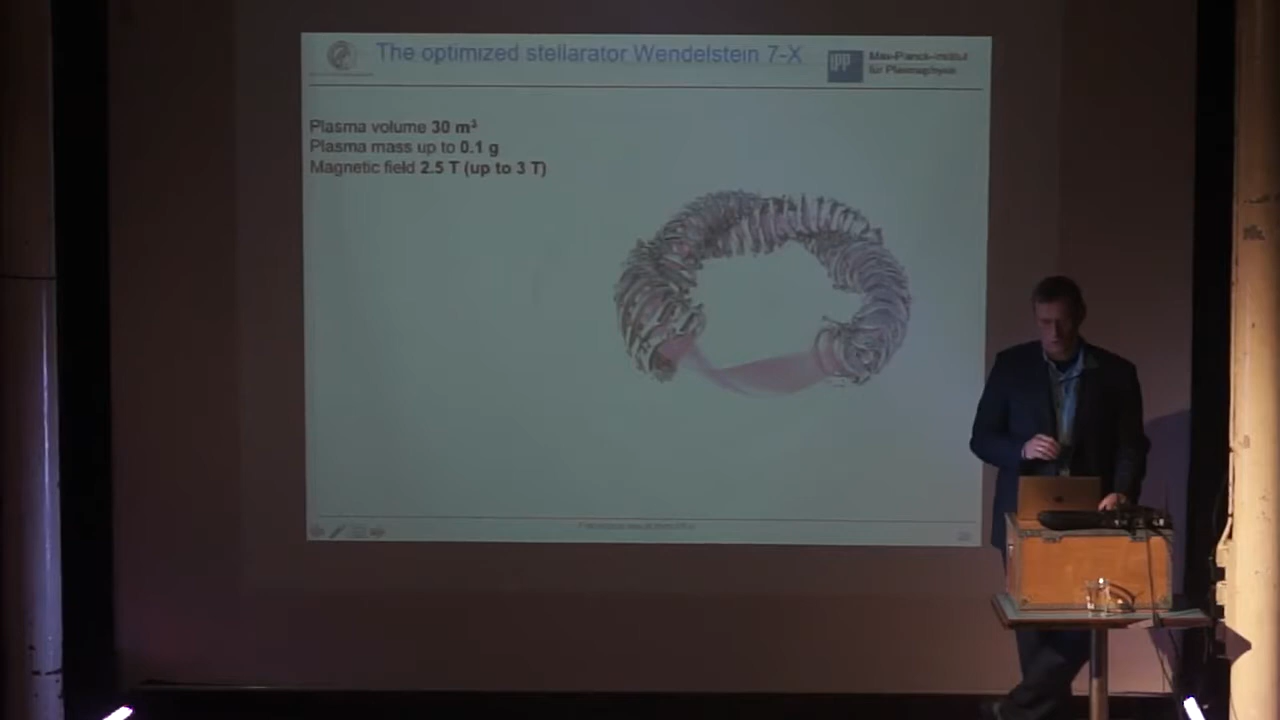 The optimized stellarator Wendelstein 7-X
ipp
Max-Planck-Institut
für Plasmaphysik
Plasma volume 30 m³
Plasma mass up to 0.1 g
Magnetic field 2.5 T (up to 3 T)